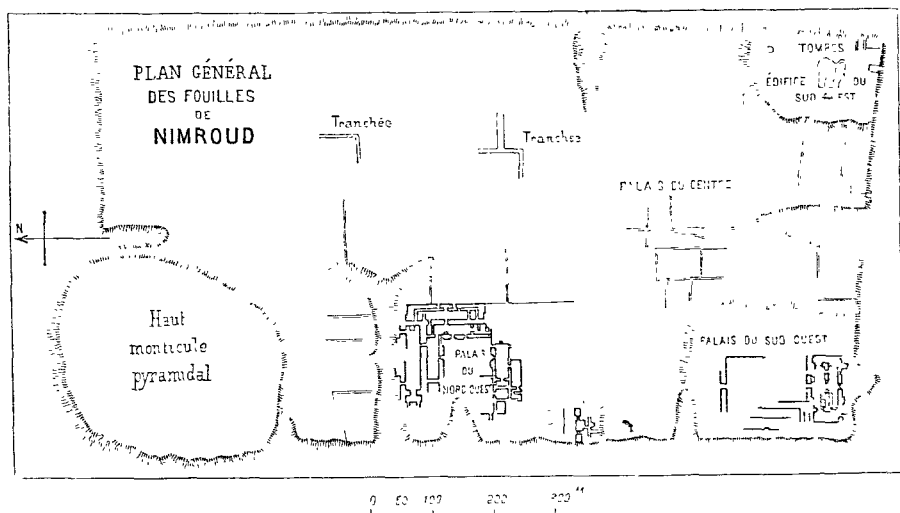 PLAN GÉNÉRAL
DES FOUILLES
DE
NIMROUD
Tranchée
Tranchée
TOMBES
ÉDIFICE DU
SUD-EST
PALAIS DU CENTRE
N
Haut
monticule
pyramidal
PALAIS
DU
NORD OUEST
PALAIS DU SUD OUEST
0 50 100 200 300 M